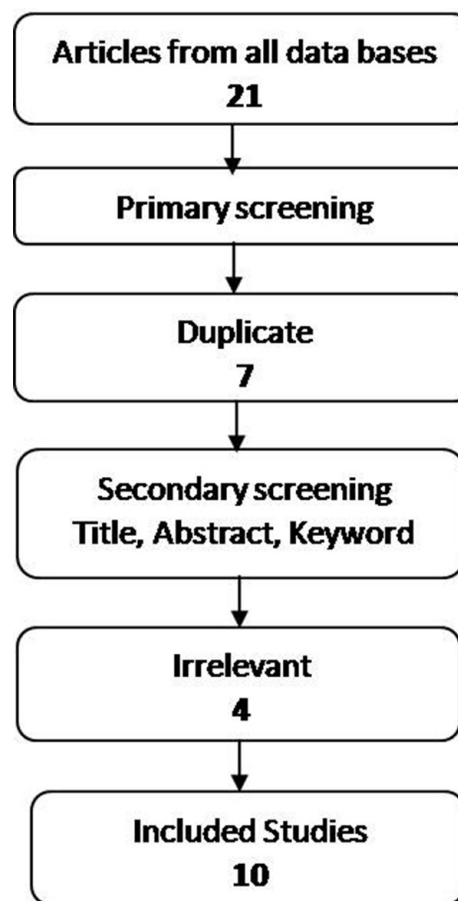 Articles from all data bases
21
Primary screening
Duplicate
7
Secondary screening
Title, Abstract, Keyword
Irrelevant
4
Included Studies
10